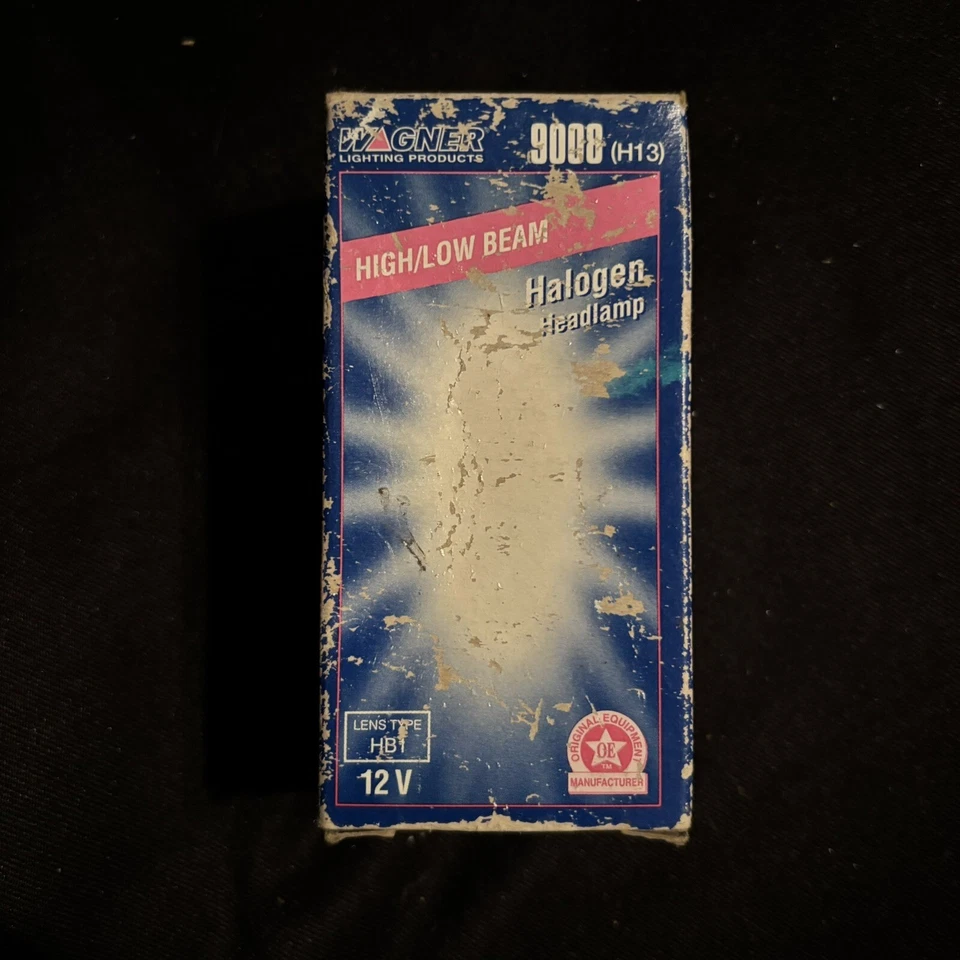 WAGNER
LIGHTING PRODUCTS
9008 (H13)
HIGH/LOW BEAM
Halogen
Headlamp
LENS TYPE
HB1
12 V
ORIGINAL EQUIPMENT
OE
TM
MANUFACTURER